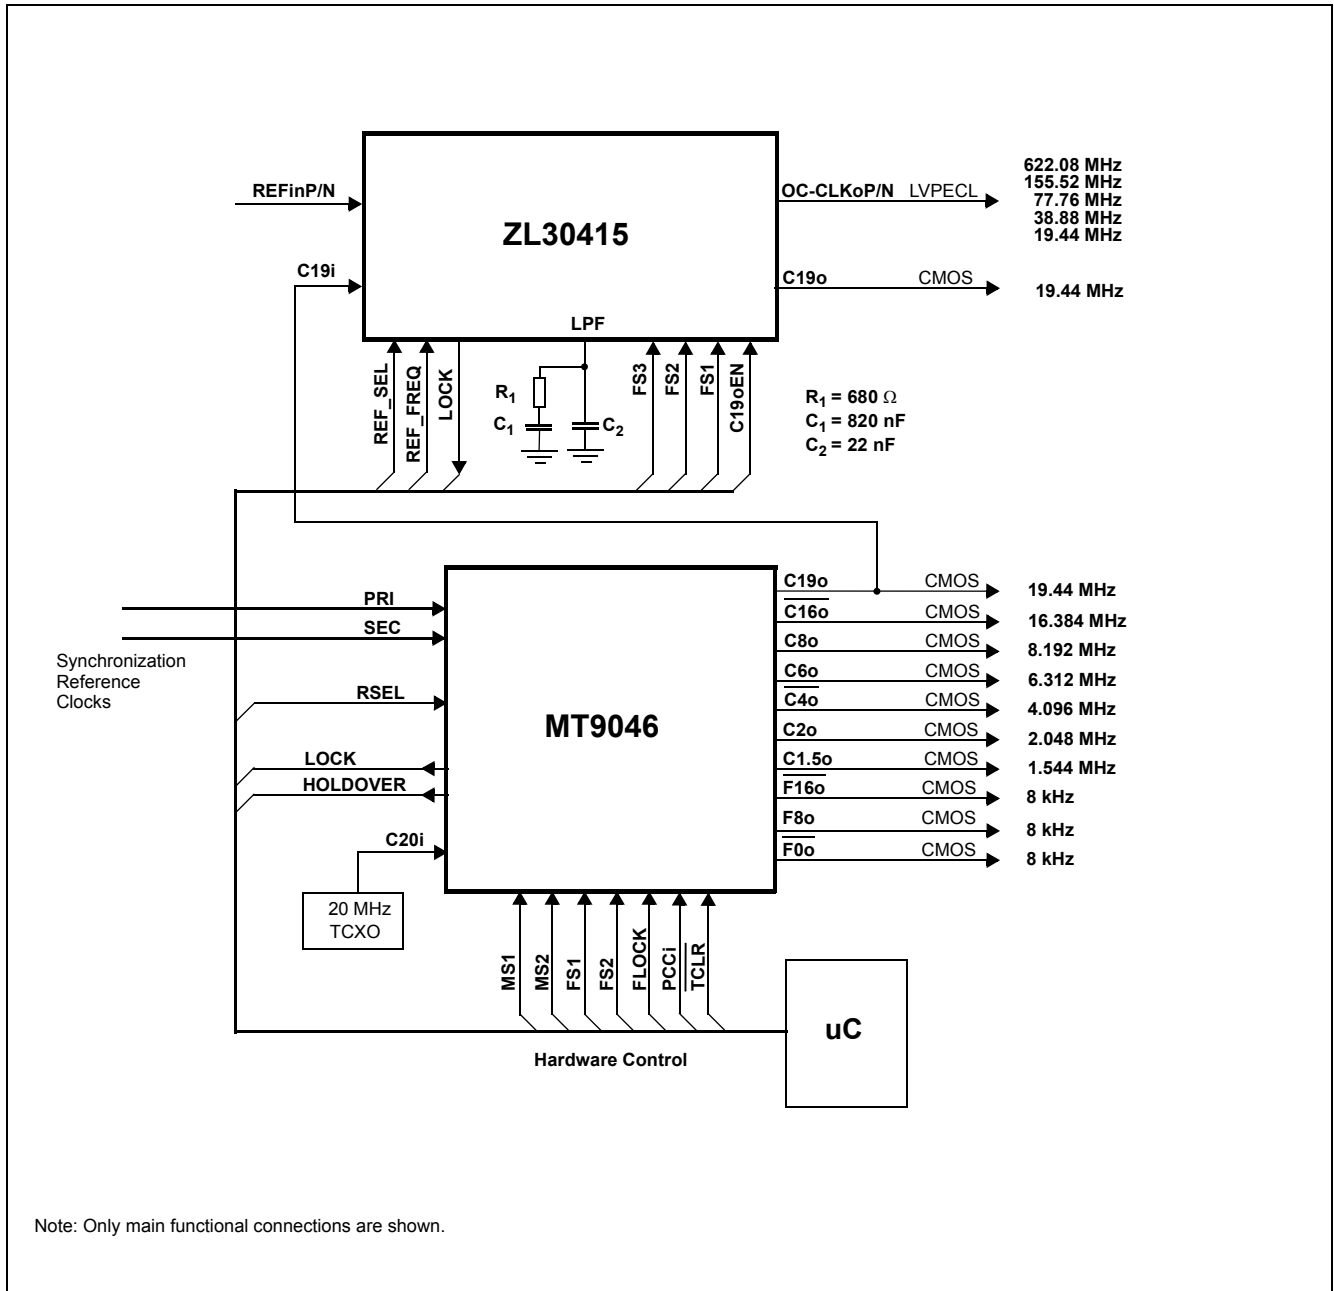 622.08 MHz
155.52 MHz
77.76 MHz
38.88 MHz
19.44 MHz
REFinP/N
OC-CLKoP/N LVPECL
ZL30415
C19i
C19o CMOS
19.44 MHz
LPF
REF_SEL
REF_FREQ
LOCK
R1
C1
C2
FS3
FS2
FS1
C19oEN
R1 = 680 Ω
C1 = 820 nF
C2 = 22 nF
PRI
SEC
Synchronization
Reference
Clocks
RSEL
LOCK
HOLDOVER
C20i
20 MHz
TCXO
MT9046
C19o CMOS 19.44 MHz
C16o CMOS 16.384 MHz
C8o CMOS 8.192 MHz
C6o CMOS 6.312 MHz
C4o CMOS 4.096 MHz
C2o CMOS 2.048 MHz
C1.5o CMOS 1.544 MHz
F16o CMOS 8 kHz
F8o CMOS 8 kHz
F0o CMOS 8 kHz
MS1
MS2
FS1
FS2
FLOCK
PCCi
TCLR
uC
Hardware Control
Note: Only main functional connections are shown.